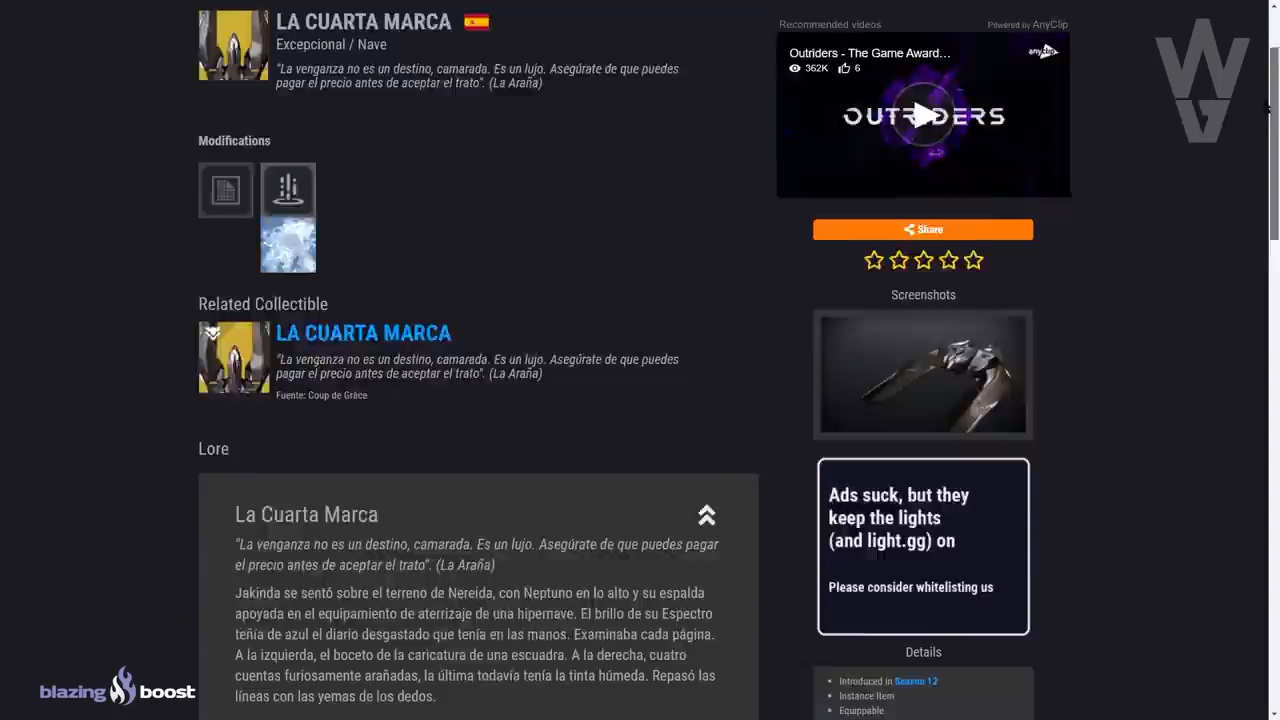 LA CUARTA MARCA
Excepcional / Nave
"La venganza no es un destino, camarada. Es un lujo. Asegúrate de que puedes
pagar el precio antes de aceptar el trato". (La Araña)
Modifications
Related Collectible
LA CUARTA MARCA
"La venganza no es un destino, camarada. Es un lujo. Asegúrate de que puedes
pagar el precio antes de aceptar el trato". (La Araña)
Fuente: Coup de Grâce
Lore
La Cuarta Marca
"La venganza no es un destino, camarada. Es un lujo. Asegúrate de que puedes pagar
el precio antes de aceptar el trato". (La Araña)
Jakinda se sentó sobre el terreno de Nereida, con Neptuno en lo alto y su espalda
apoyada en el equipamiento de aterrizaje de una hipernave. El brillo de su Espectro
teñía de azul el diario desgastado que tenía en las manos. Examinaba cada página.
A la izquierda, el boceto de la caricatura de una escuadra. A la derecha, cuatro
cuentas furiosamente arañadas, la última todavía tenía la tinta húmeda. Repasó las
líneas con las yemas de los dedos.
Recommended videos
Powered by AnyClip
Outriders - The Game Award...
anyclip
362K 6
OUTRIDERS
Share
Screenshots
Ads suck, but they
keep the lights
(and light.gg) on
Please consider whitelisting us
Details
Introduced in Season 12
Instance Item
Equippable
WG
blazing boost